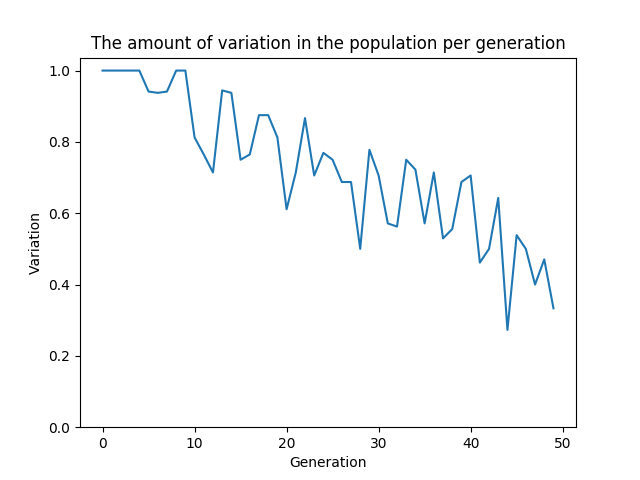 The amount of variation in the population per generation
1.0
0.8
0.6
0.4
0.2
0.0
Variation
0 10 20 30 40 50
Generation